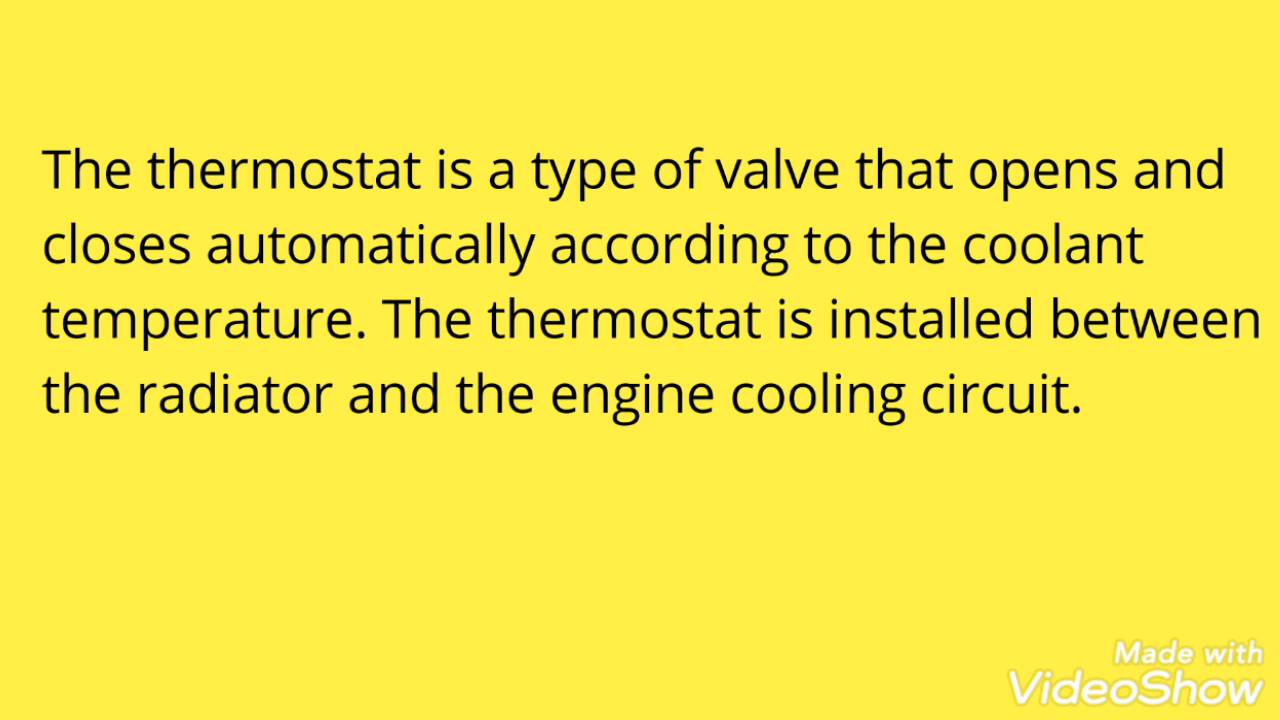 The thermostat is a type of valve that opens and
closes automatically according to the coolant
temperature. The thermostat is installed between
the radiator and the engine cooling circuit.
Made with
VideoShow